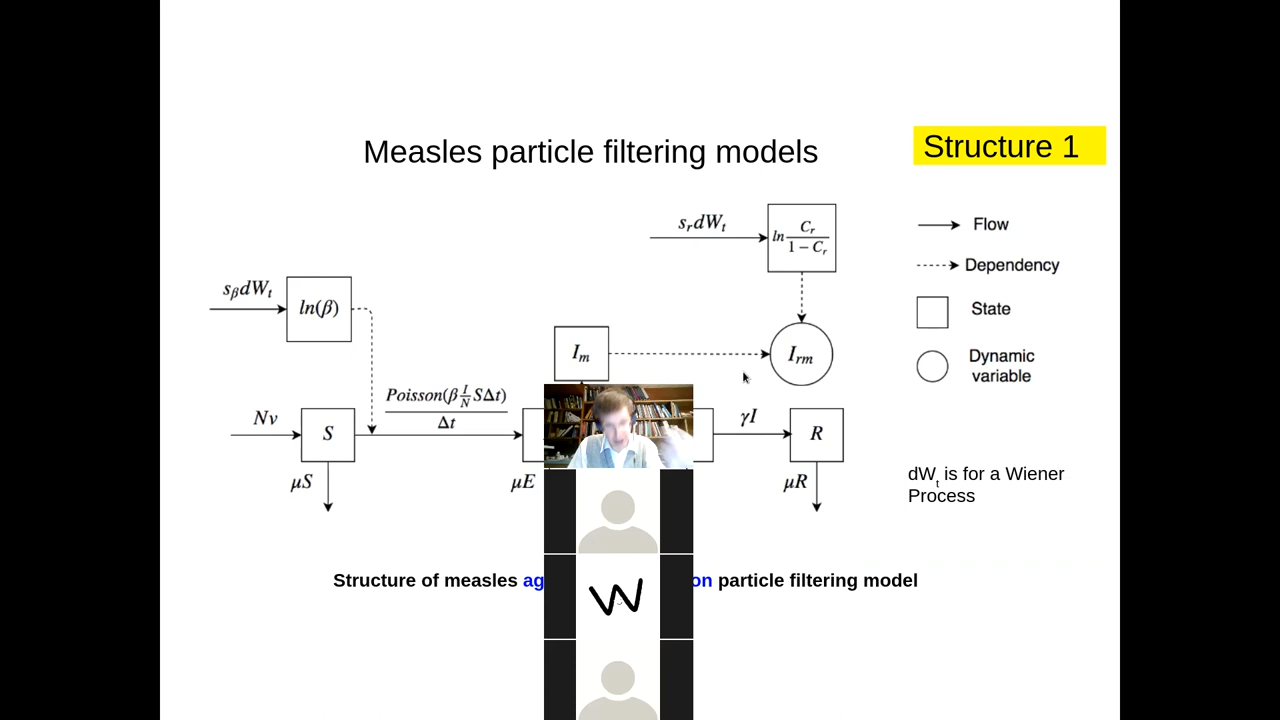 Measles particle filtering models
Structure 1
s_r dW_t
ln C_r / 1 − C_r
Flow
Dependency
s_β dW_t
ln(β)
State
I_m
I_rm
Dynamic
variable
Poisson(β I/N SΔt)
Δt
Nν
S
γI
R
μS
μE
μR
dW_t is for a Wiener
Process
Structure of measles ag on particle filtering model
W